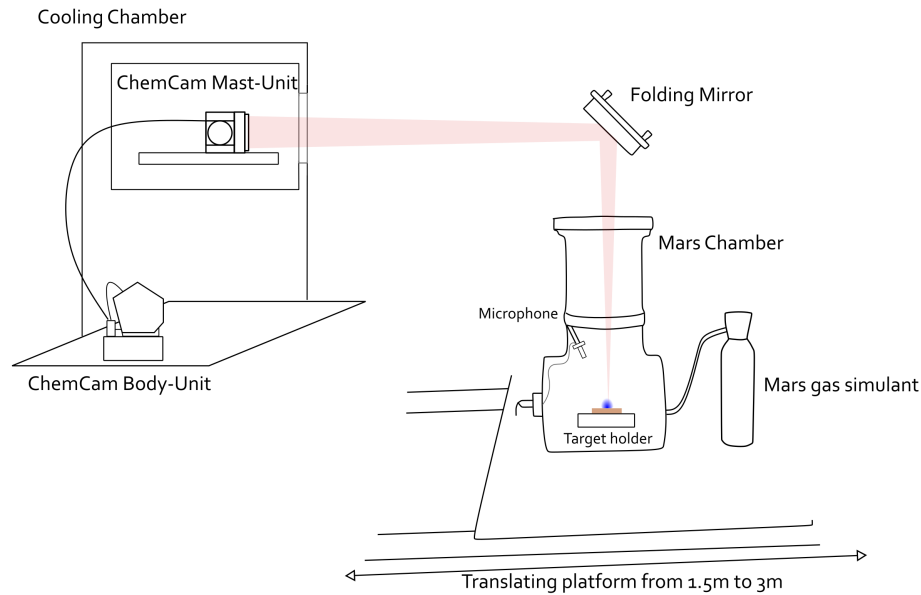 Cooling Chamber
ChemCam Mast-Unit
Folding Mirror
Mars Chamber
Microphone
ChemCam Body-Unit
Mars gas simulant
Target holder
Translating platform from 1.5m to 3m